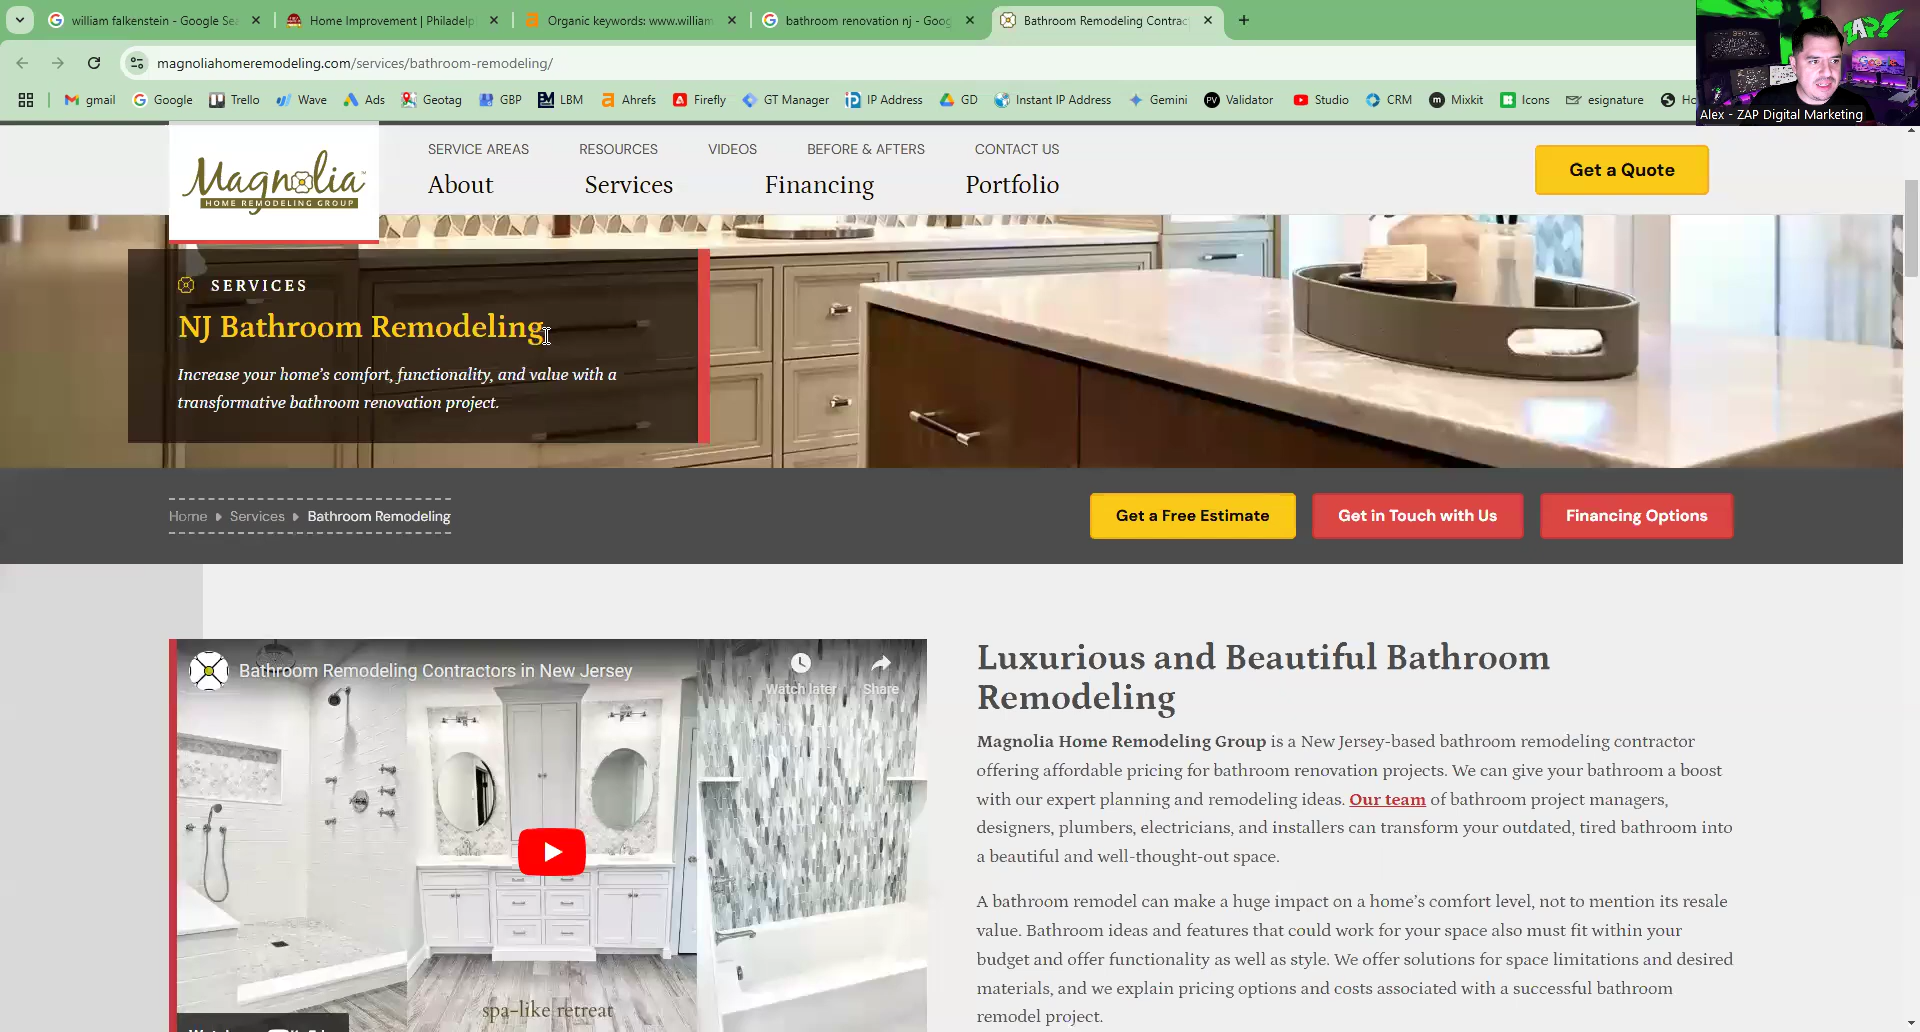 william falkenstein - Google Se
Home Improvement | Philadelp
Organic keywords: www.william
bathroom renovation nj - Goog
Bathroom Remodeling Contrac
magnoliahomeremodeling.com/services/bathroom-remodeling/
gmail
Google
Trello
Wave
Ads
Geotag
GBP
LBM
Ahrefs
Firefly
GT Manager
IP Address
GD
Instant IP Address
Gemini
Validator
Studio
CRM
Mixkit
Icons
esignature
Ho
ZAP!
Alex - ZAP Digital Marketing
Magnolia
HOME REMODELING GROUP
SERVICE AREAS
RESOURCES
VIDEOS
BEFORE & AFTERS
CONTACT US
About
Services
Financing
Portfolio
Get a Quote
SERVICES
NJ Bathroom Remodeling
Increase your home's comfort, functionality, and value with a
transformative bathroom renovation project.
Home
Services
Bathroom Remodeling
Get a Free Estimate
Get in Touch with Us
Financing Options
Bathroom Remodeling Contractors in New Jersey
Watch later
Share
spa-like retreat
Luxurious and Beautiful Bathroom
Remodeling
Magnolia Home Remodeling Group is a New Jersey-based bathroom remodeling contractor
offering affordable pricing for bathroom renovation projects. We can give your bathroom a boost
with our expert planning and remodeling ideas. Our team of bathroom project managers,
designers, plumbers, electricians, and installers can transform your outdated, tired bathroom into
a beautiful and well-thought-out space.
A bathroom remodel can make a huge impact on a home's comfort level, not to mention its resale
value. Bathroom ideas and features that could work for your space also must fit within your
budget and offer functionality as well as style. We offer solutions for space limitations and desired
materials, and we explain pricing options and costs associated with a successful bathroom
remodel project.